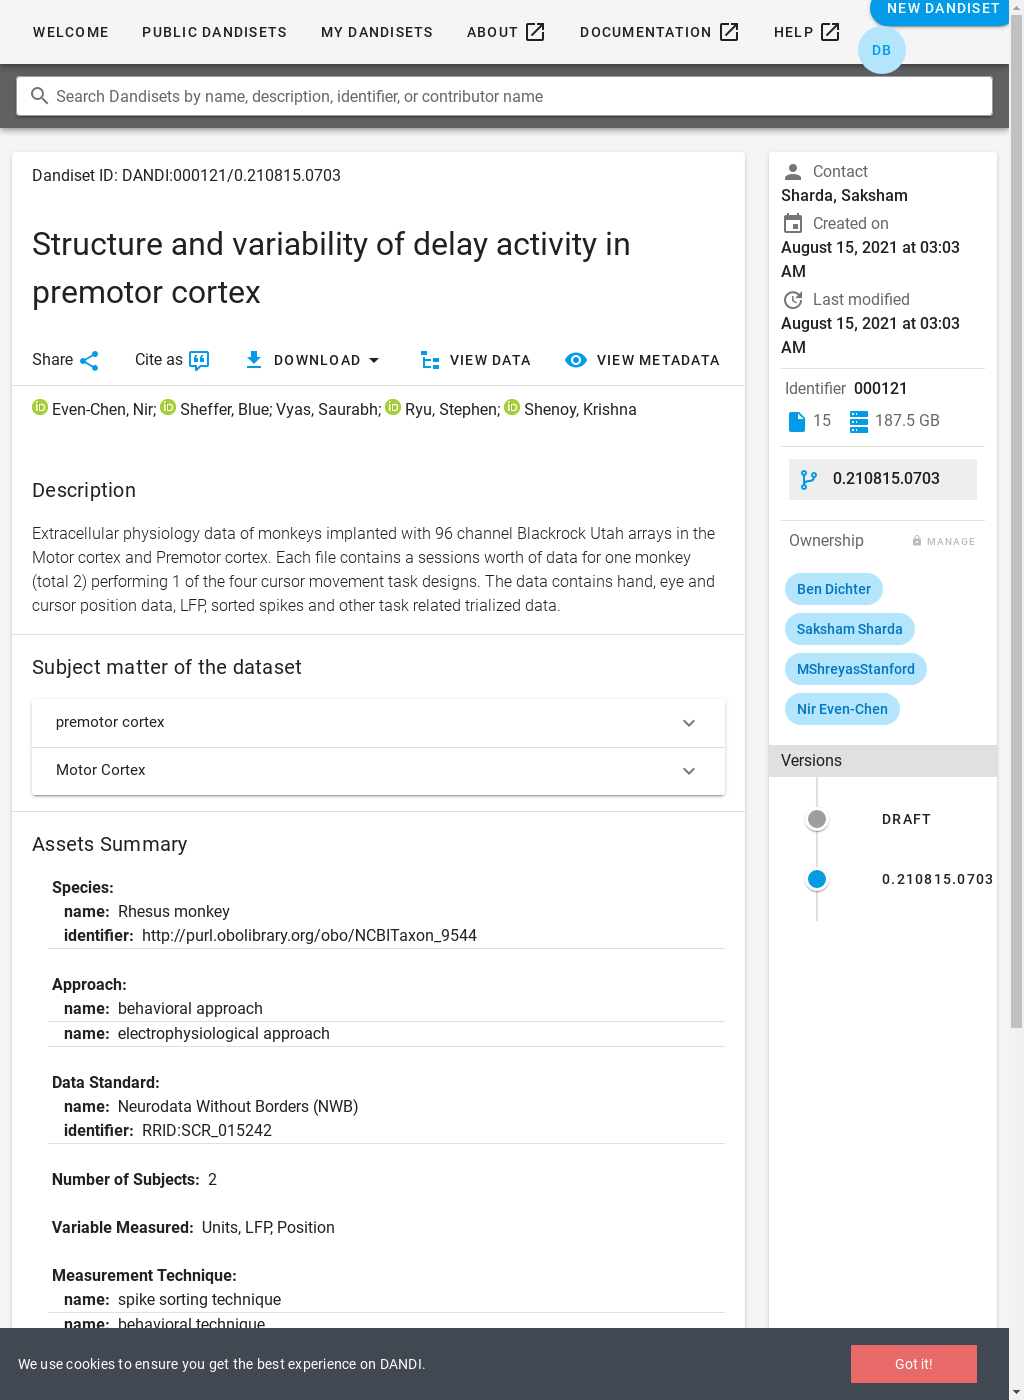 WELCOME PUBLIC DANDISETS MY DANDISETS ABOUT DOCUMENTATION HELP NEW DANDISET
DB
Search Dandisets by name, description, identifier, or contributor name
Dandiset ID: DANDI:000121/0.210815.0703
Structure and variability of delay activity in
premotor cortex
Share Cite as DOWNLOAD VIEW DATA VIEW METADATA
Even-Chen, Nir; Sheffer, Blue; Vyas, Saurabh; Ryu, Stephen; Shenoy, Krishna
Description
Extracellular physiology data of monkeys implanted with 96 channel Blackrock Utah arrays in the
Motor cortex and Premotor cortex. Each file contains a sessions worth of data for one monkey
(total 2) performing 1 of the four cursor movement task designs. The data contains hand, eye and
cursor position data, LFP, sorted spikes and other task related trialized data.
Subject matter of the dataset
premotor cortex
Motor Cortex
Assets Summary
Species:
name: Rhesus monkey
identifier: http://purl.obolibrary.org/obo/NCBITaxon_9544
Approach:
name: behavioral approach
name: electrophysiological approach
Data Standard:
name: Neurodata Without Borders (NWB)
identifier: RRID:SCR_015242
Number of Subjects: 2
Variable Measured: Units, LFP, Position
Measurement Technique:
name: spike sorting technique
name: behavioral technique
Contact
Sharda, Saksham
Created on
August 15, 2021 at 03:03
AM
Last modified
August 15, 2021 at 03:03
AM
Identifier 000121
15 187.5 GB
0.210815.0703
Ownership MANAGE
Ben Dichter
Saksham Sharda
MShreyasStanford
Nir Even-Chen
Versions
DRAFT
0.210815.0703
We use cookies to ensure you get the best experience on DANDI.
Got it!